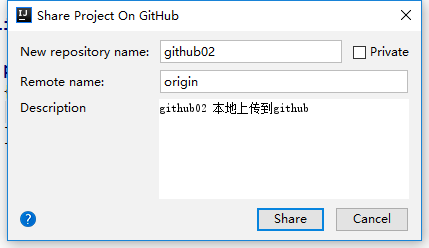 Share Project On GitHub
New repository name: github02 Private
Remote name: origin
Description github02 本地上传到github
? Share Cancel